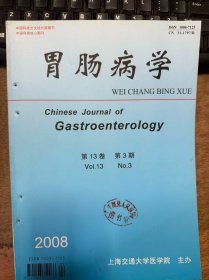 ISSN 1008-7125
CN 31-1797/R
胃肠病学
WEI CHANG BING XUE
Chinese Journal of
Gastroenterology
第13卷 第3期
Vol.13 No.3
2008
上海交通大学医学院 主办